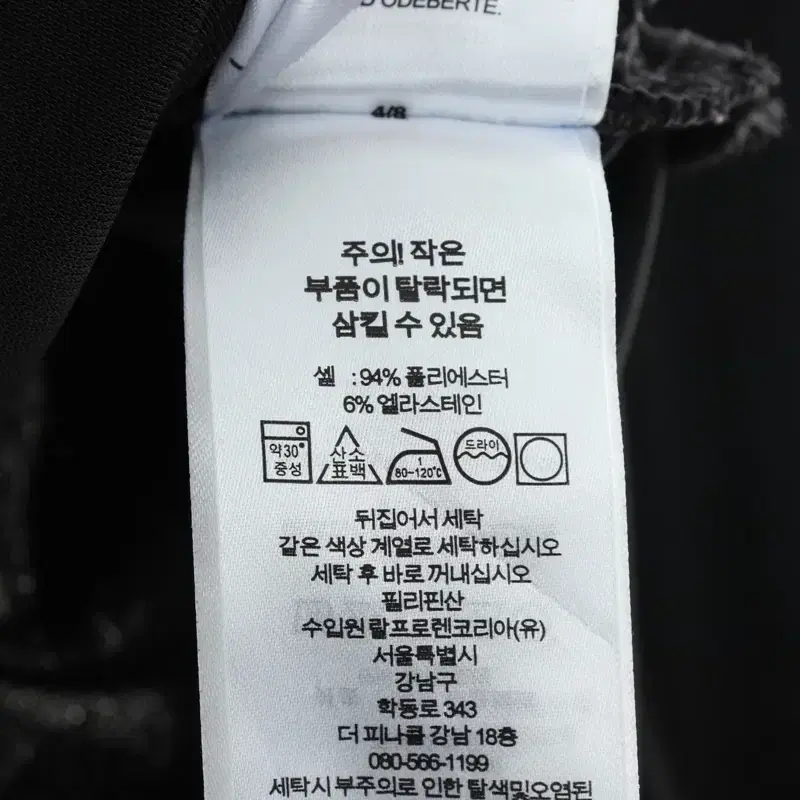 D'ODEBERTE.
4/8
주의! 작은
부품이 탈락되면
삼킬 수 있음
쉘 : 94% 폴리에스터
6% 엘라스테인
약30°
중성
산소
표백
1
80-120℃
드라이
뒤집어서 세탁
같은 색상 계열로 세탁하십시오
세탁 후 바로 꺼내십시오
필리핀산
수입원 랄프로렌코리아(유)
서울특별시
강남구
학동로 343
더 피나클 강남 18층
080-566-1199
세탁시 부주의로 인한 탈색및오염된